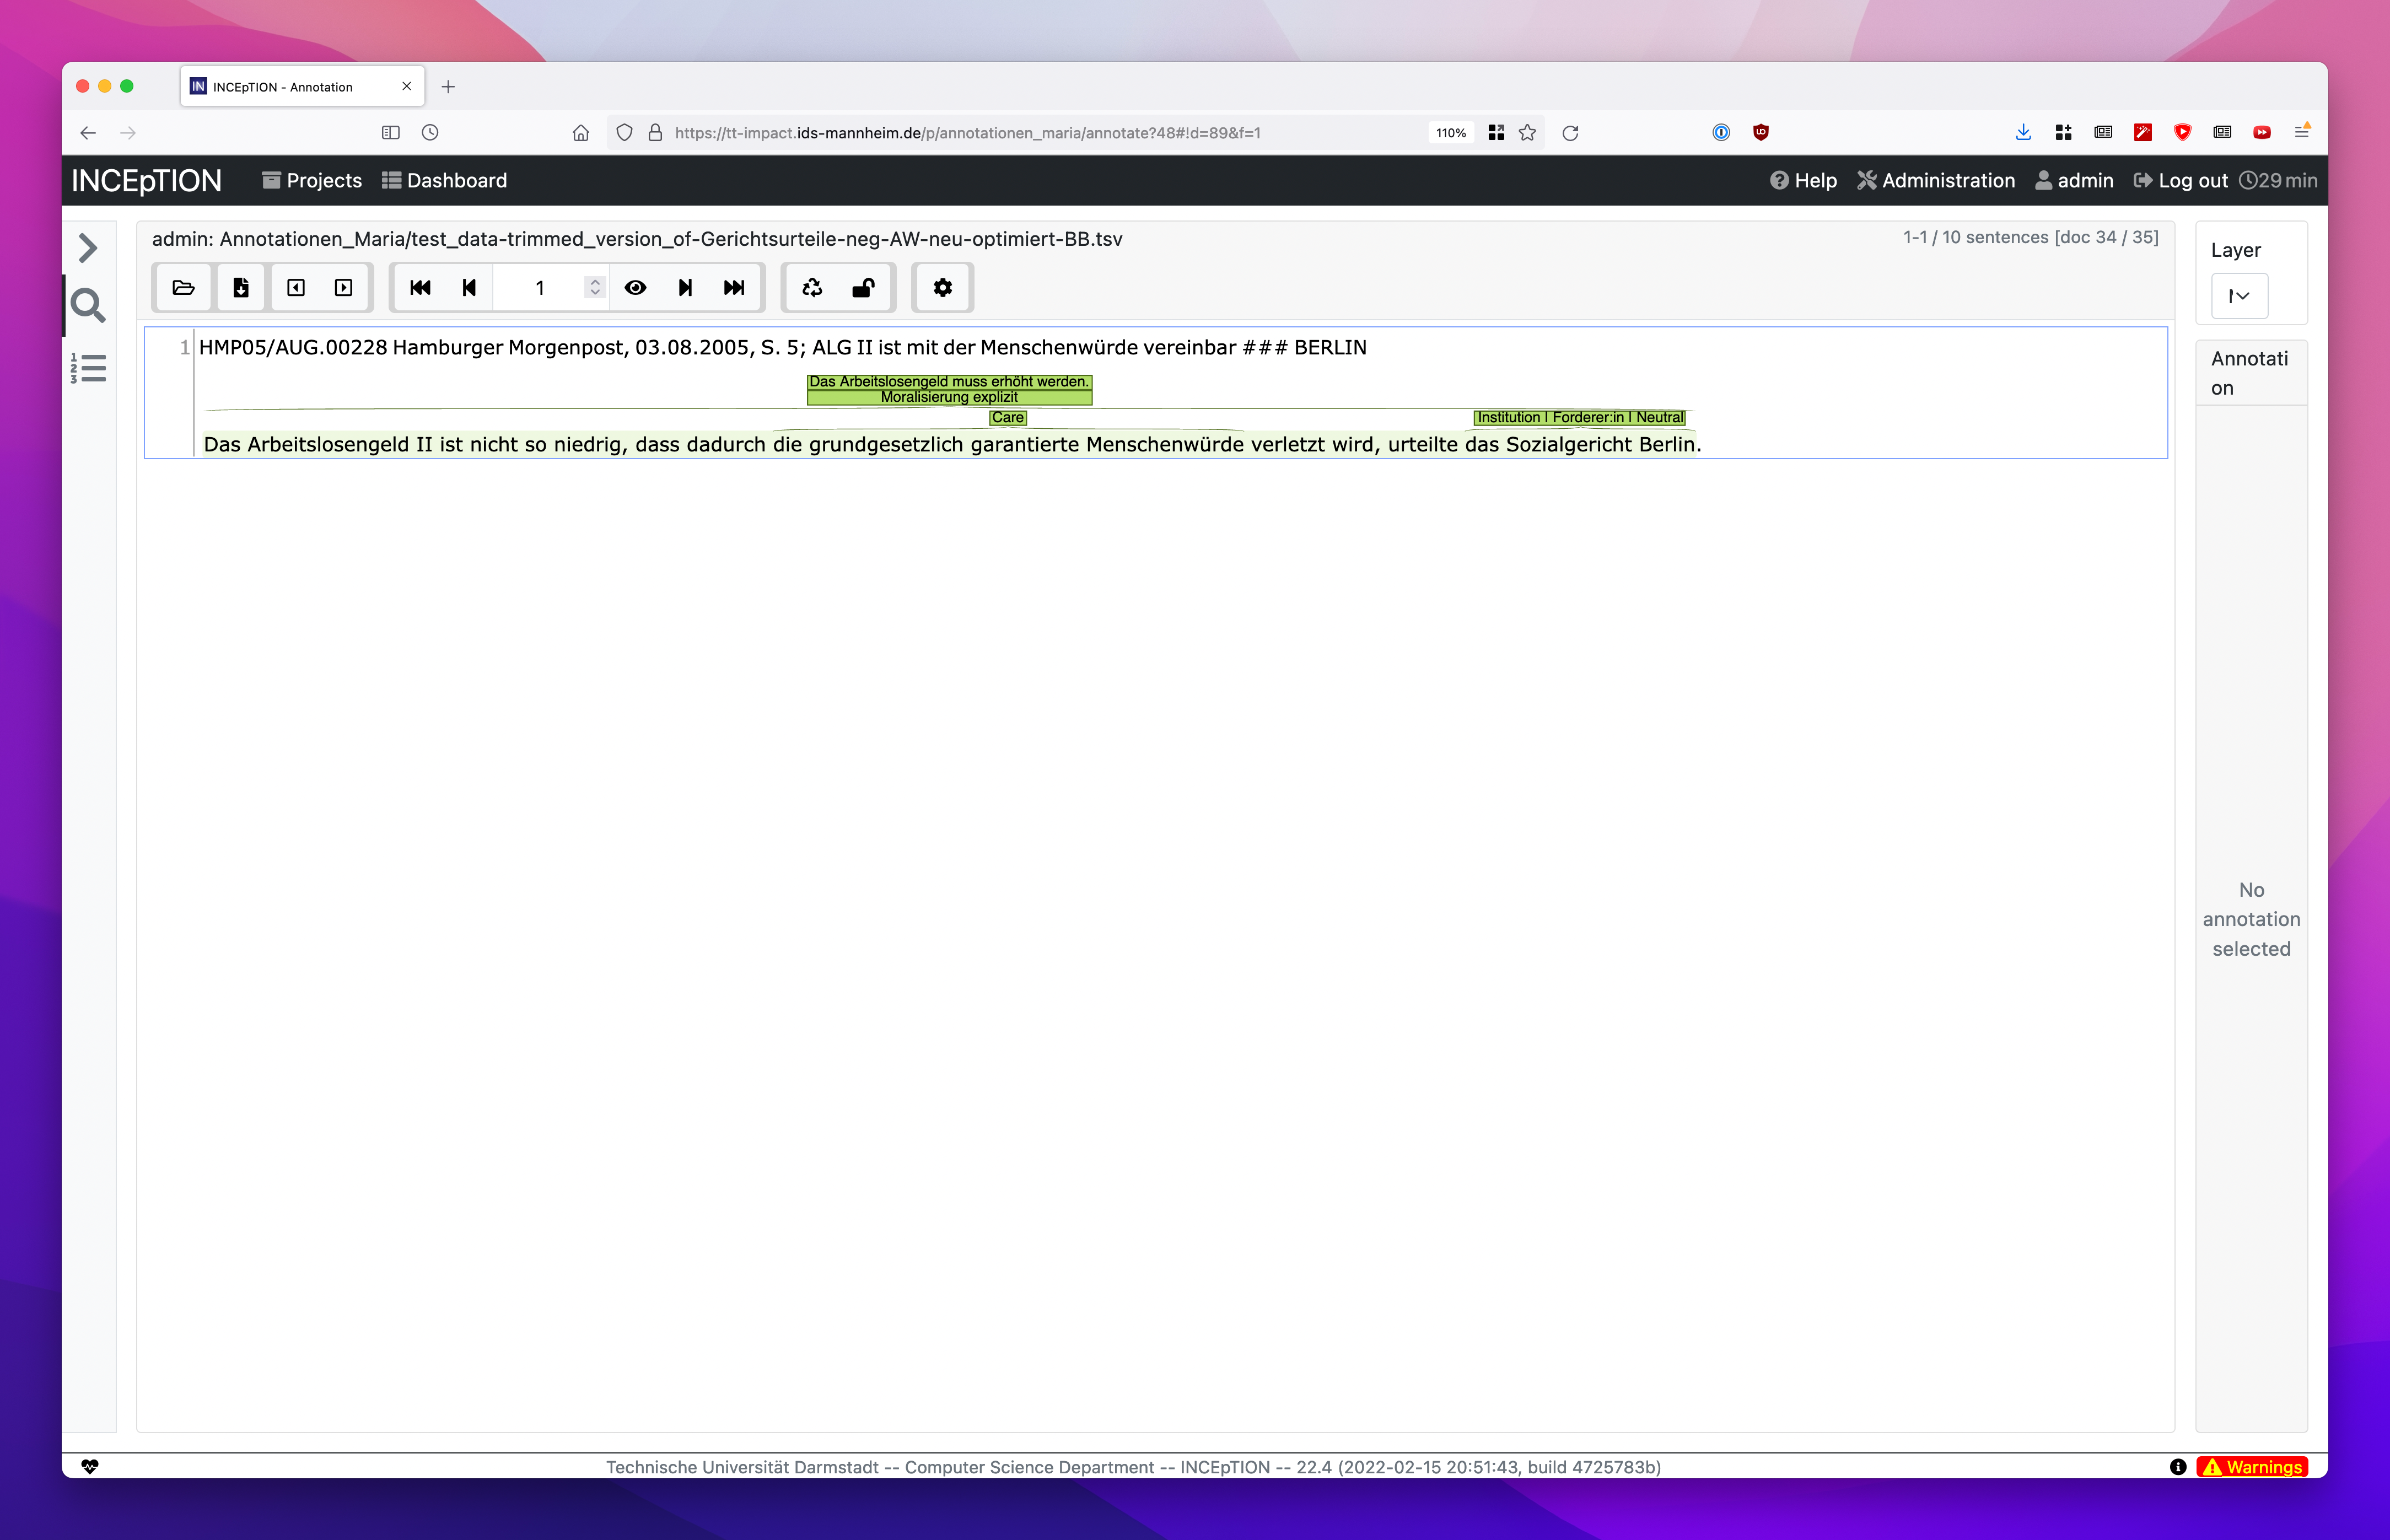 INCEpTION - Annotation
https://tt-impact.ids-mannheim.de/p/annotationen_maria/annotate?48#!d=89&f=1 110%
INCEpTION Projects Dashboard Help Administration admin Log out 29 min
admin: Annotationen_Maria/test_data-trimmed_version_of-Gerichtsurteile-neg-AW-neu-optimiert-BB.tsv
1-1 / 10 sentences [doc 34 / 35]
1
Layer
Annotati
on
1 HMP05/AUG.00228 Hamburger Morgenpost, 03.08.2005, S. 5; ALG II ist mit der Menschenwürde vereinbar ### BERLIN
Das Arbeitslosengeld muss erhöht werden.
Moralisierung explizit
Care
Institution | Forderer:in | Neutral
Das Arbeitslosengeld II ist nicht so niedrig, dass dadurch die grundgesetzlich garantierte Menschenwürde verletzt wird, urteilte das Sozialgericht Berlin.
No
annotation
selected
Technische Universität Darmstadt -- Computer Science Department -- INCEpTION -- 22.4 (2022-02-15 20:51:43, build 4725783b)
Warnings